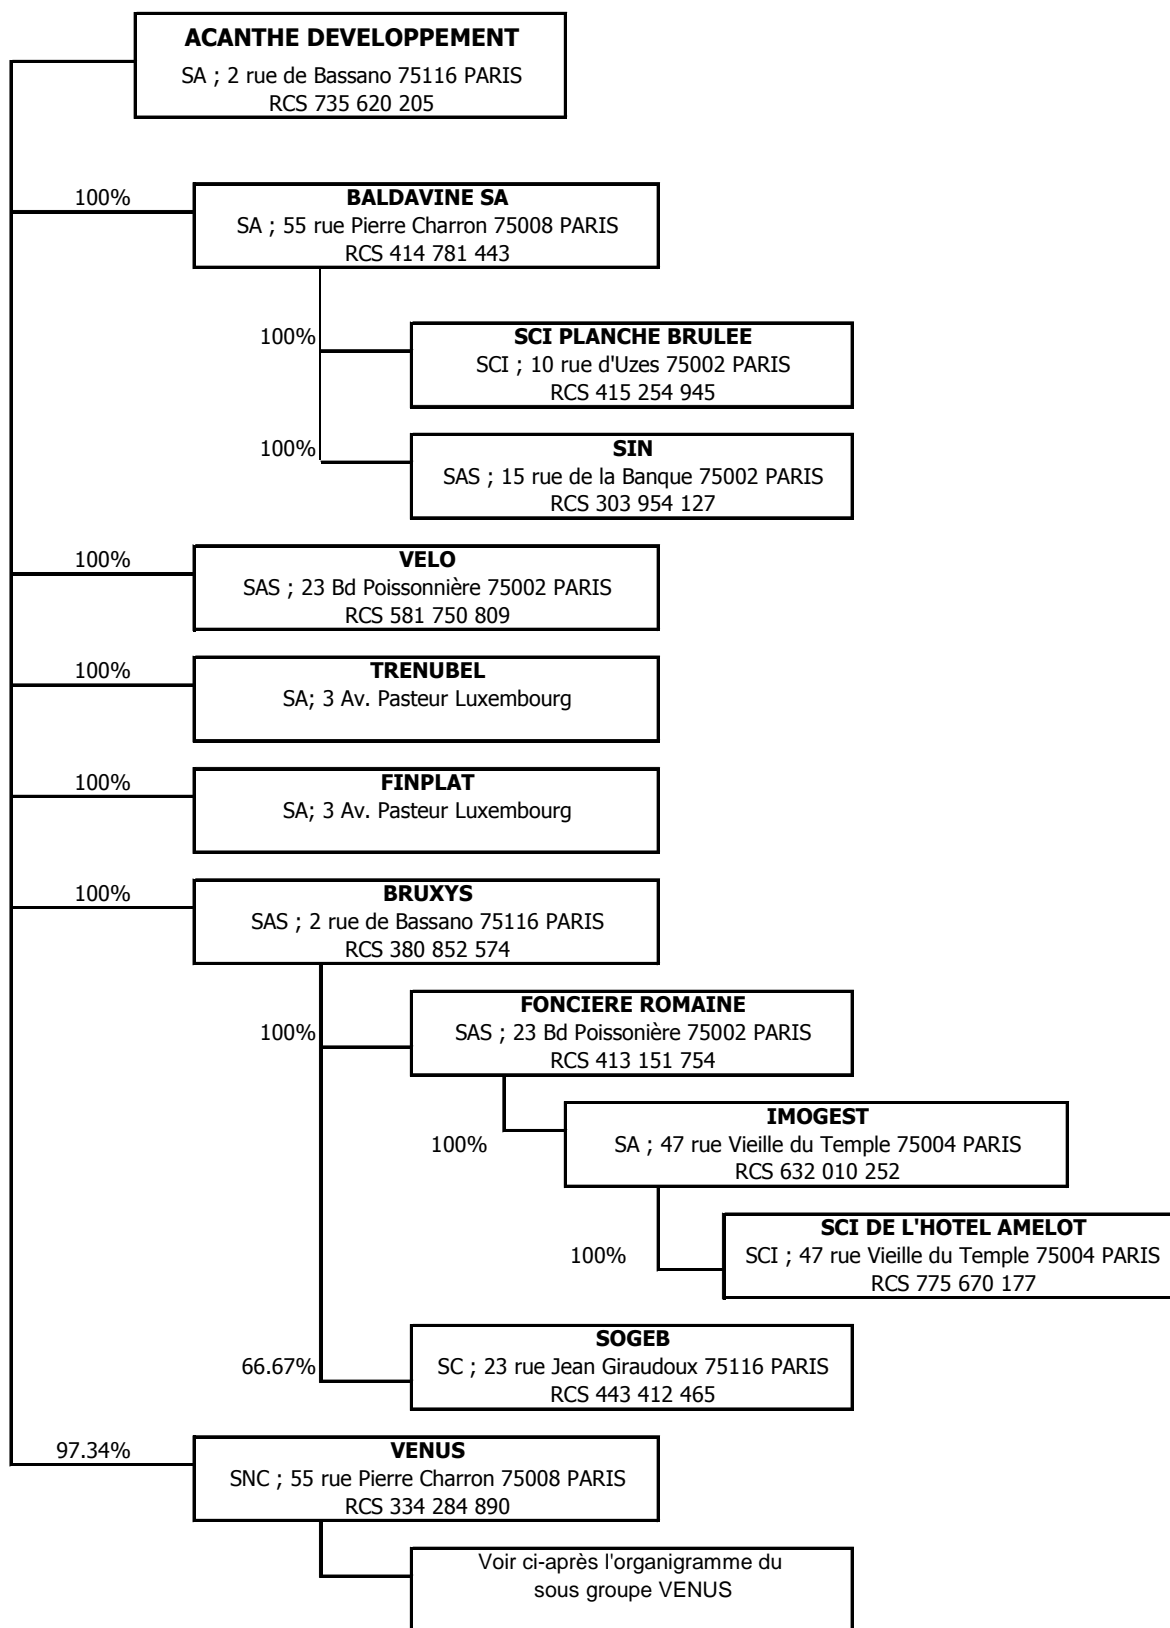 ACANTHE DEVELOPPEMENT
SA ; 2 rue de Bassano 75116 PARIS
RCS 735 620 205
100%
BALDAVINE SA
SA ; 55 rue Pierre Charron 75008 PARIS
RCS 414 781 443
100%
SCI PLANCHE BRULEE
SCI ; 10 rue d'Uzes 75002 PARIS
RCS 415 254 945
100%
SIN
SAS ; 15 rue de la Banque 75002 PARIS
RCS 303 954 127
100%
VELO
SAS ; 23 Bd Poissonnière 75002 PARIS
RCS 581 750 809
100%
TRENUBEL
SA; 3 Av. Pasteur Luxembourg
100%
FINPLAT
SA; 3 Av. Pasteur Luxembourg
100%
BRUXYS
SAS ; 2 rue de Bassano 75116 PARIS
RCS 380 852 574
100%
FONCIERE ROMAINE
SAS ; 23 Bd Poissonière 75002 PARIS
RCS 413 151 754
100%
IMOGEST
SA ; 47 rue Vieille du Temple 75004 PARIS
RCS 632 010 252
100%
SCI DE L'HOTEL AMELOT
SCI ; 47 rue Vieille du Temple 75004 PARIS
RCS 775 670 177
66.67%
SOGEB
SC ; 23 rue Jean Giraudoux 75116 PARIS
RCS 443 412 465
97.34%
VENUS
SNC ; 55 rue Pierre Charron 75008 PARIS
RCS 334 284 890
Voir ci-après l'organigramme du
sous groupe VENUS